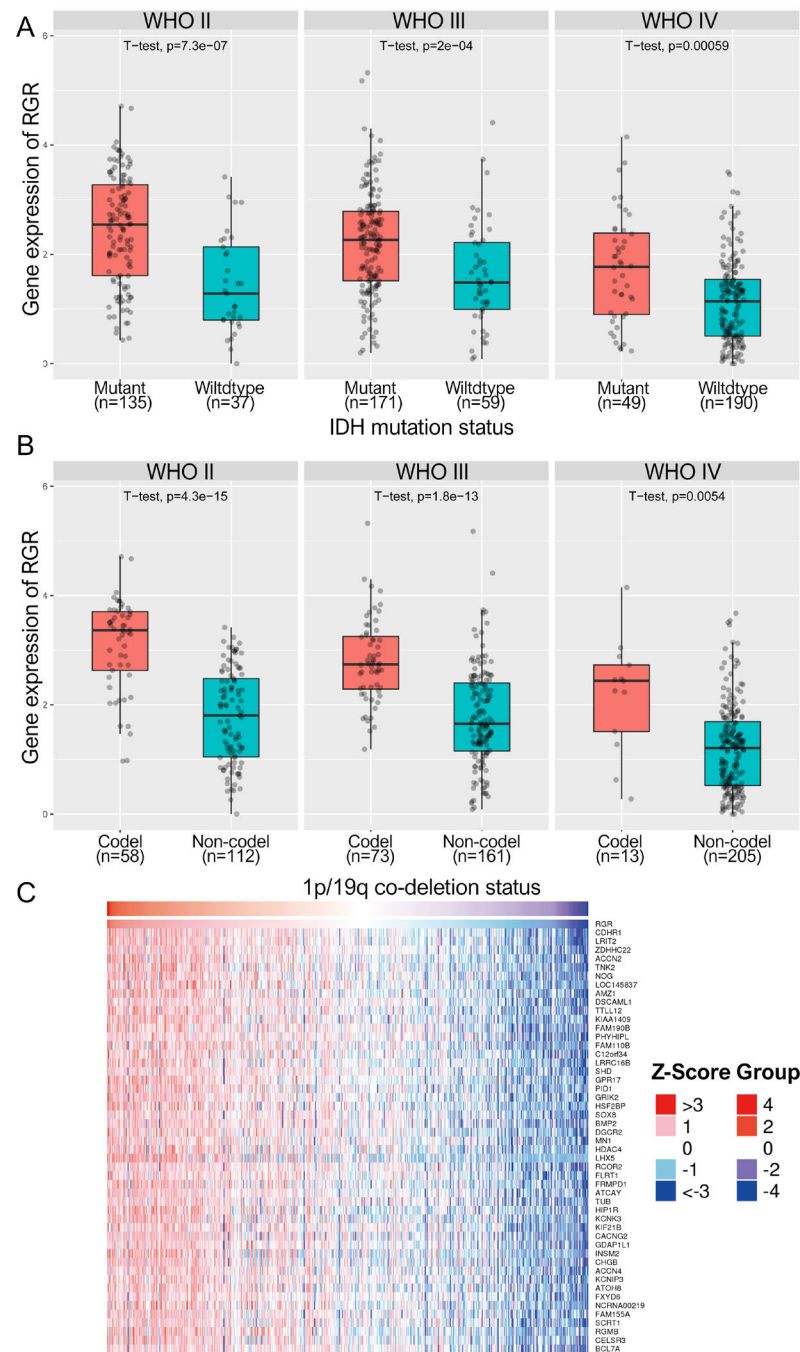 A
WHO II
WHO III
WHO IV
T-test, p=7.3e-07
T-test, p=2e-04
T-test, p=0.00059
Gene expression of RGR
6
4
2
0
Mutant
(n=135)
Wiltdtype
(n=37)
Mutant
(n=171)
Wiltdtype
(n=59)
Mutant
(n=49)
Wiltdtype
(n=190)
IDH mutation status
B
WHO II
WHO III
WHO IV
T-test, p=4.3e-15
T-test, p=1.8e-13
T-test, p=0.0054
Gene expression of RGR
6
4
2
0
Codel
(n=58)
Non-codel
(n=112)
Codel
(n=73)
Non-codel
(n=161)
Codel
(n=13)
Non-codel
(n=205)
1p/19q co-deletion status
C
RGR
CDHR1
LRIT2
ZDHHC22
ACCN2
TNK2
NOG
LOC145837
AMZ1
DSCAML1
TTLL12
KIAA1409
FAM190B
PHYHIPL
FAM110B
C12orf34
LRRC16B
SHD
GPR17
PID1
GRIK2
HSF2BP
SOX8
BMP2
DGCR2
MN1
HDAC4
LHX5
RCOR2
FLRT1
FRMPD1
ATCAY
TUB
HIP1R
KCNK3
KIF21B
CACNG2
GDAP1L1
INSM2
CHGB
ACCN4
KCNIP3
ATOH8
FXYD6
NCRNA00219
FAM155A
SCRT1
RGMB
CELSR3
BCL7A
Z-Score Group
>3 4
1 2
0 0
-1 -2
<-3 -4